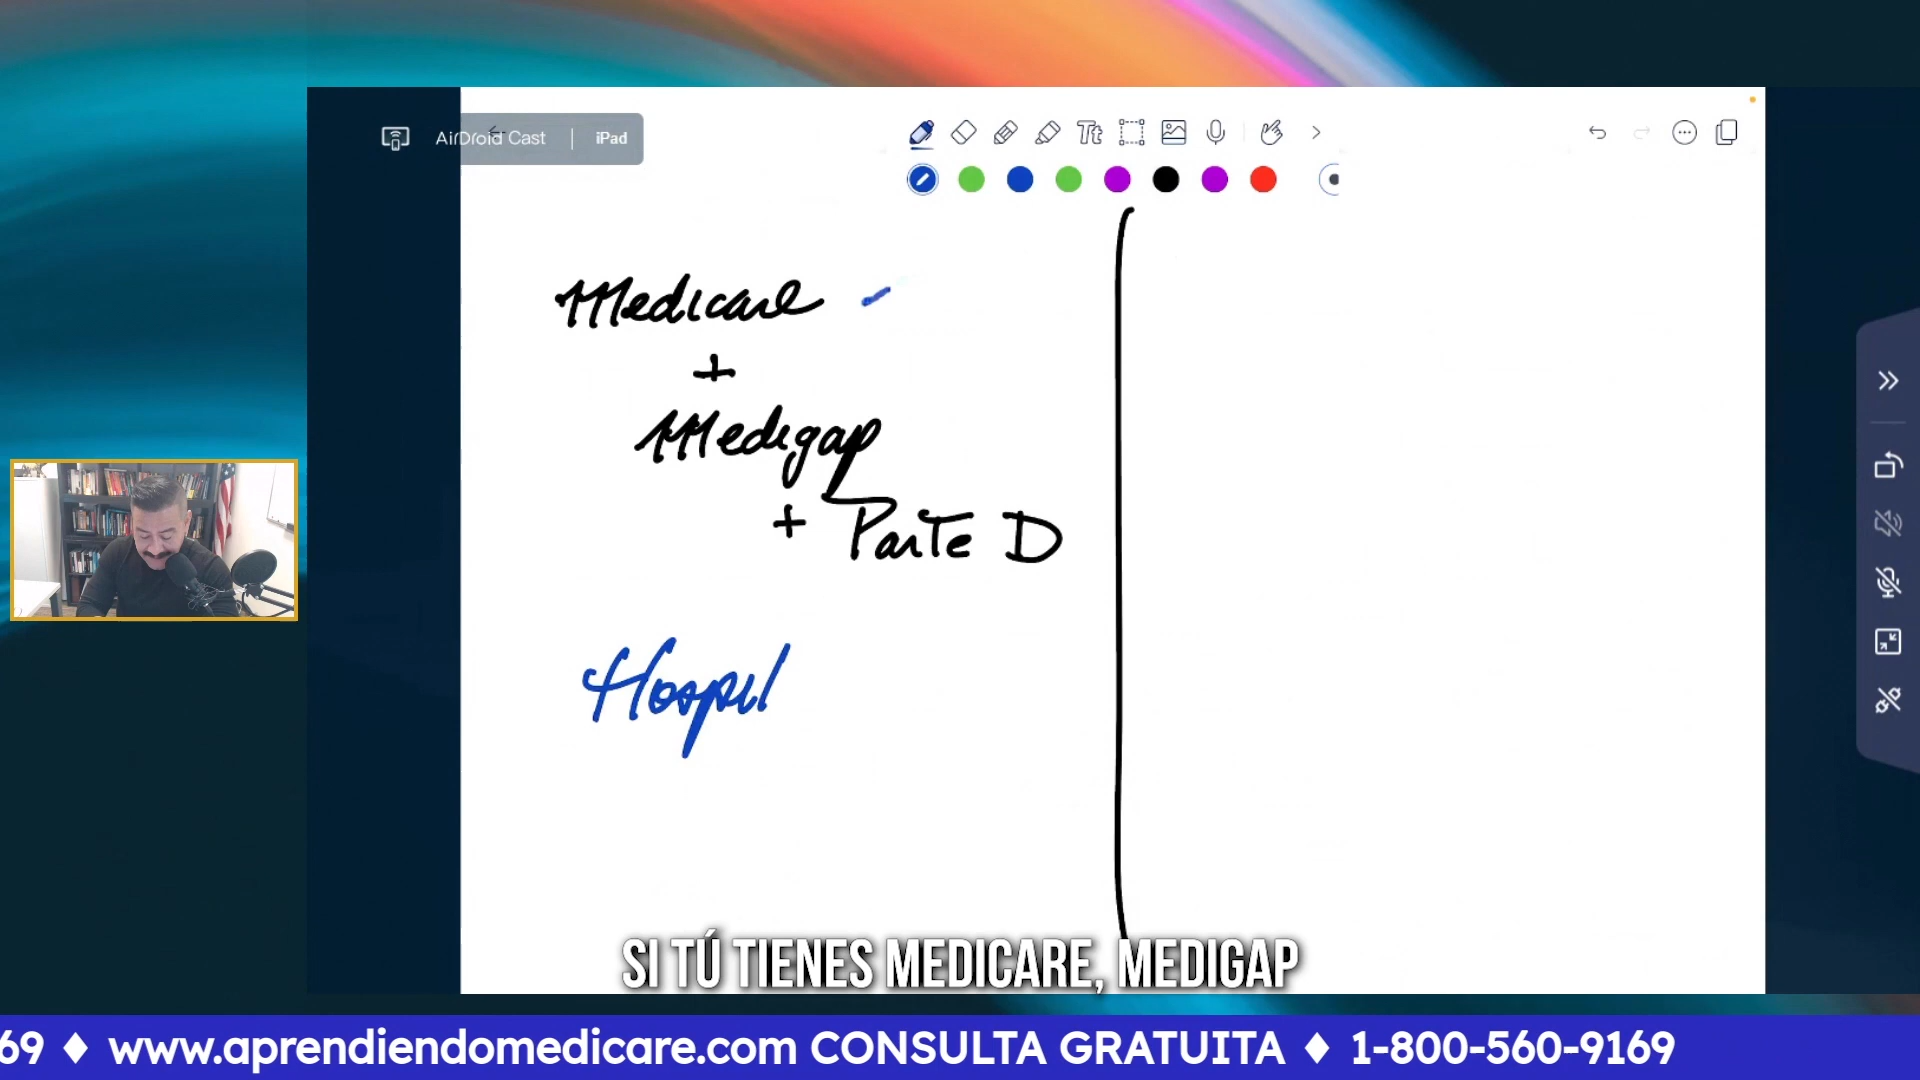 AirDroid Cast | iPad
Tt
Medicare -
+
Medigap
+ Parte D
SI TÚ TIENES MEDICARE, MEDIGAP
69 ♦ www.aprendiendomedicare.com CONSULTA GRATUITA ♦ 1-800-560-9169